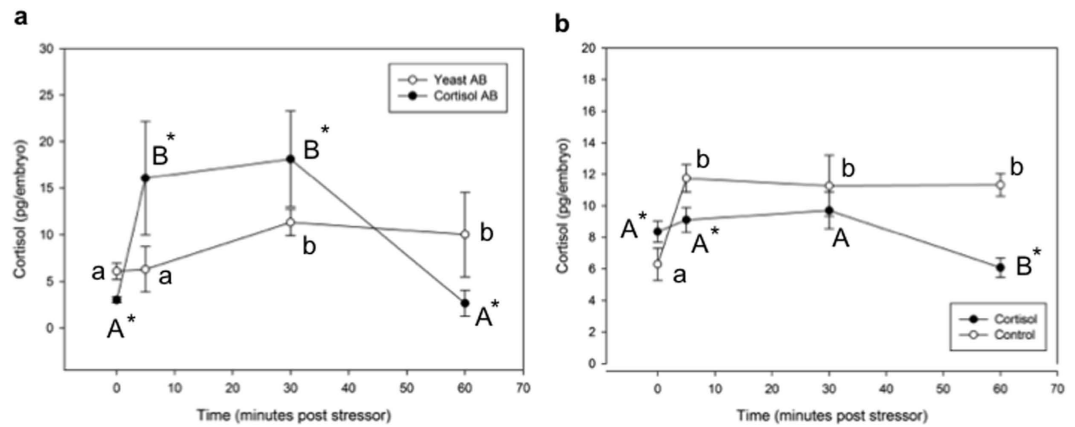 a
30
25
20
15
10
5
0
Cortisol (pg/embryo)
Yeast AB
Cortisol AB
a
A*
B*
a
B*
b
b
A*
0 10 20 30 40 50 60 70
Time (minutes post stressor)
b
20
18
16
14
12
10
8
6
4
2
0
Cortisol (pg/embryo)
A*
a
b
A*
b
A
b
B*
Cortisol
Control
0 10 20 30 40 50 60 70
Time (minutes post stressor)